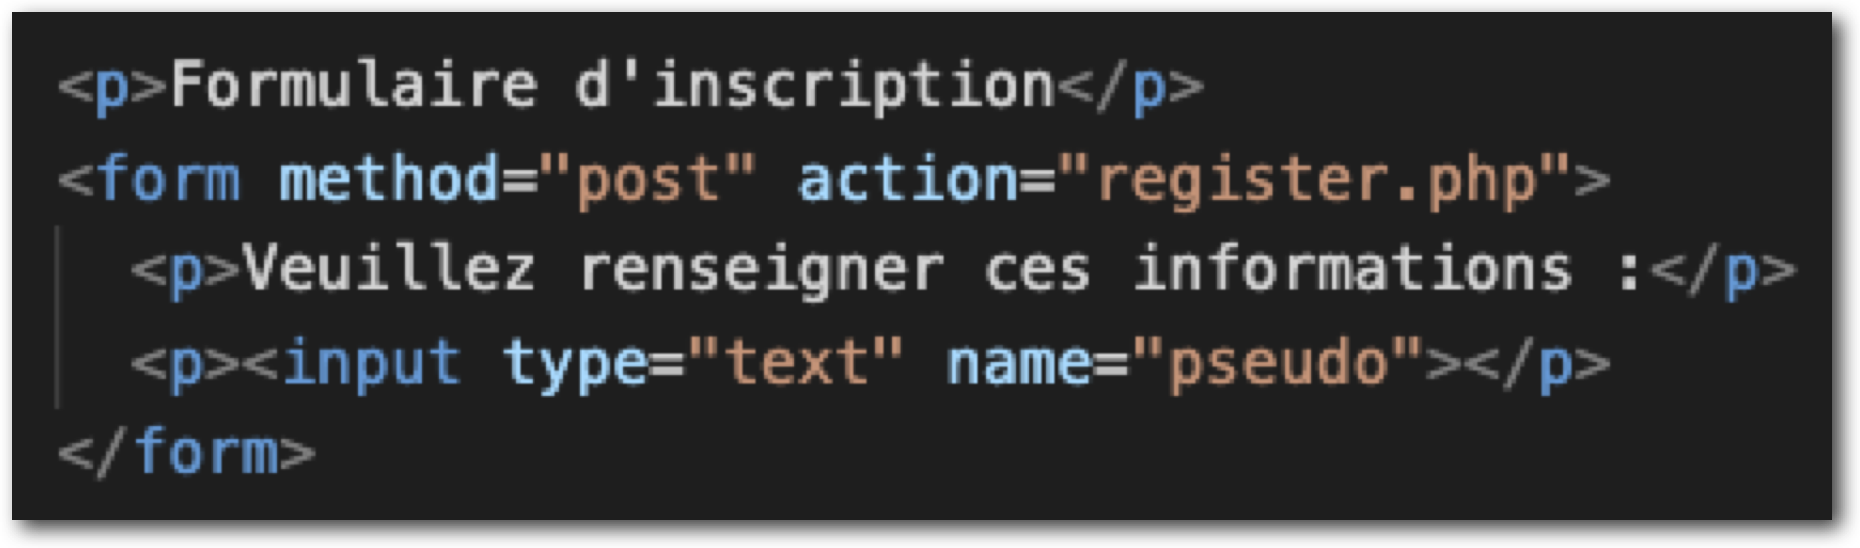 <p>Formulaire d'inscription</p>
<form method="post" action="register.php">
<p>Veuillez renseigner ces informations :</p>
<p><input type="text" name="pseudo"></p>
</form>